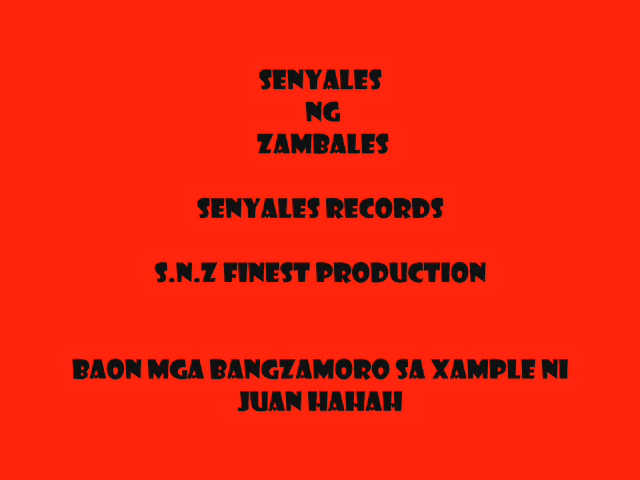 SENYALES
NG
ZAMBALES
SENYALES RECORDS
S.N.Z FINEST PRODUCTION
BAON MGA BANGZAMORO SA XAMPLE NI
JUAN HAHAH